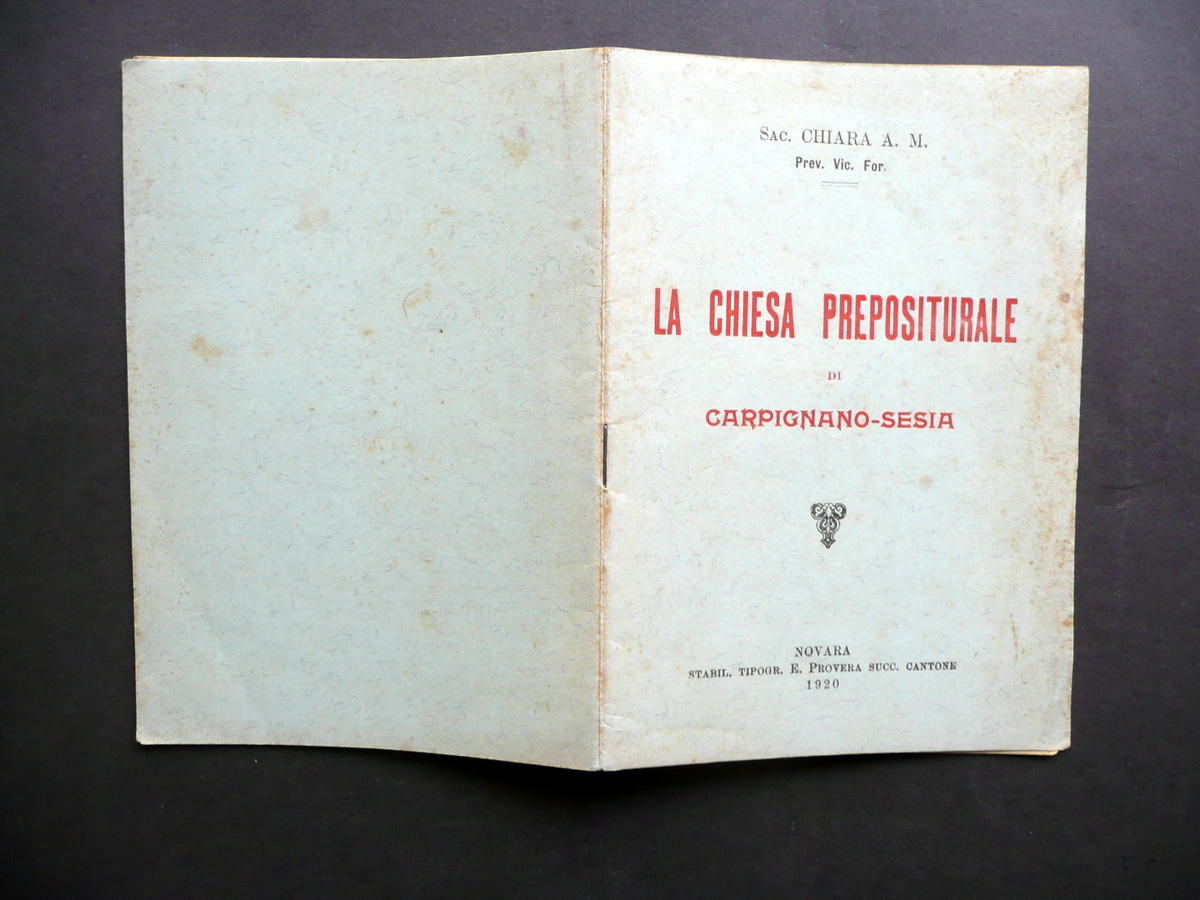 Sac. CHIARA A. M.
Prev. Vic. For.
LA CHIESA PREPOSITURALE
DI
CARPIGNANO-SESIA
NOVARA
STABIL. TIPOGR. E. PROVERA SUCC. CANTONE
1920